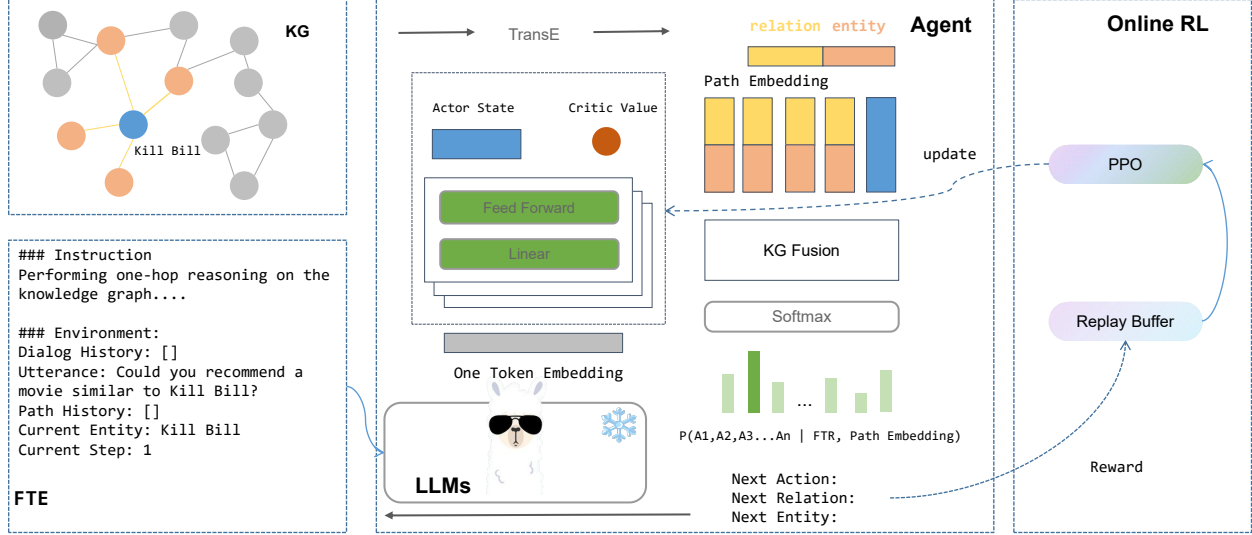 KG
Kill Bill
### Instruction
Performing one-hop reasoning on the
knowledge graph....
### Environment:
Dialog History: []
Utterance: Could you recommend a
movie similar to Kill Bill?
Path History: []
Current Entity: Kill Bill
Current Step: 1
FTE
TransE
Agent
relation entity
Path Embedding
Actor State
Critic Value
Feed Forward
Linear
One Token Embedding
LLMs
KG Fusion
Softmax
...
P(A1,A2,A3...An | FTR, Path Embedding)
Next Action:
Next Relation:
Next Entity:
Online RL
update
PPO
Replay Buffer
Reward